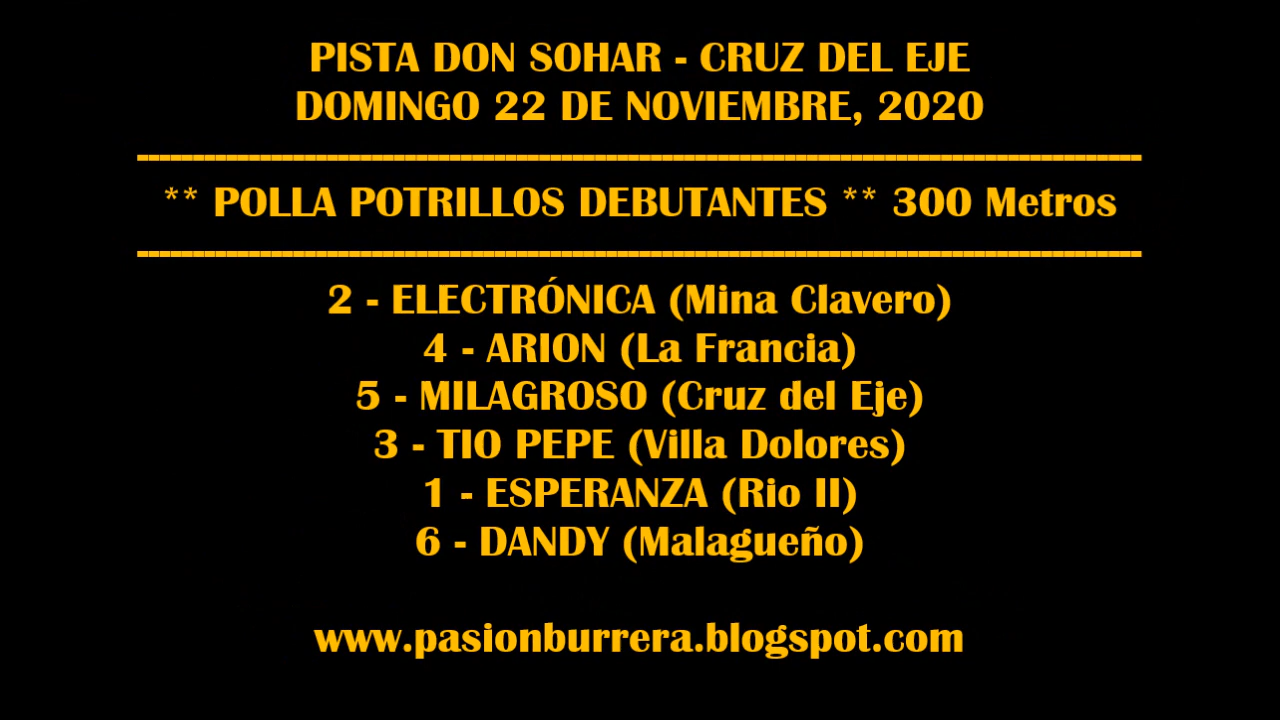 PISTA DON SOHAR - CRUZ DEL EJE
DOMINGO 22 DE NOVIEMBRE, 2020
** POLLA POTRILLOS DEBUTANTES ** 300 Metros
2 - ELECTRÓNICA (Mina Clavero)
4 - ARION (La Francia)
5 - MILAGROSO (Cruz del Eje)
3 - TIO PEPE (Villa Dolores)
1 - ESPERANZA (Rio II)
6 - DANDY (Malagueño)
www.pasionburrera.blogspot.com